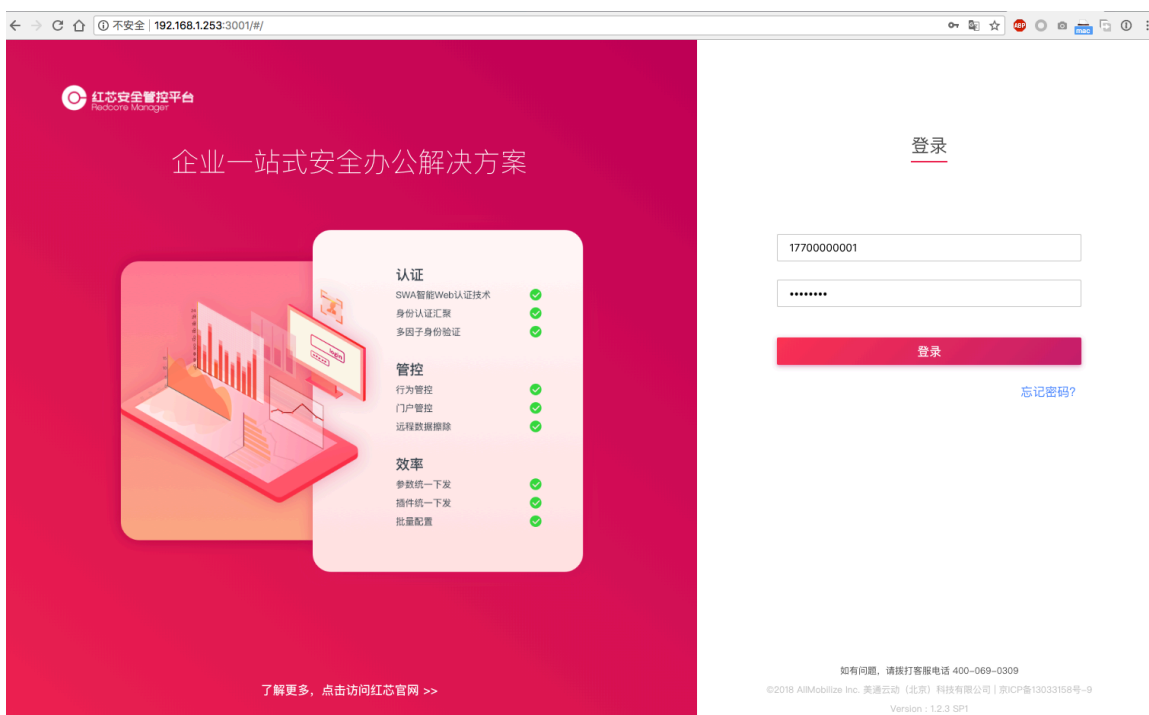 不安全 | 192.168.1.253:3001/#/
ABP
mac
红芯安全管控平台
Redcore Manager
企业一站式安全办公解决方案
login
认证
SWA智能Web认证技术
身份认证汇聚
多因子身份验证
管控
行为管控
门户管控
远程数据擦除
效率
参数统一下发
插件统一下发
批量配置
了解更多，点击访问红芯官网 >>
登录
17700000001
••••••••
登录
忘记密码?
如有问题，请拨打客服电话 400-069-0309
©2018 AllMobilize Inc. 美通云动（北京）科技有限公司 | 京ICP备13033158号-9
Version : 1.2.3 SP1